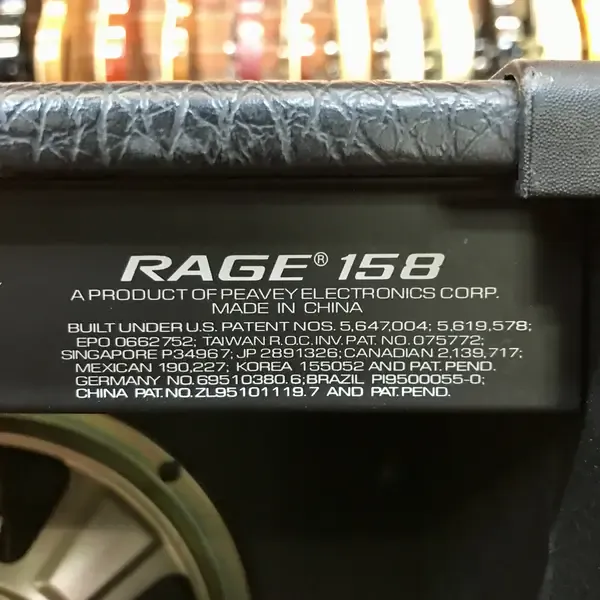 RAGE® 158
A PRODUCT OF PEAVEY ELECTRONICS CORP.
MADE IN CHINA
BUILT UNDER U.S. PATENT NOS. 5,647,004; 5,619,578;
EPO 0662752; TAIWAN R.O.C. INV. PAT. NO. 075772;
SINGAPORE P34967; JP 2891326; CANADIAN 2,139,717;
MEXICAN 190,227; KOREA 155052 AND PAT. PEND.
GERMANY NO. 69510380.6; BRAZIL PI9500055-0;
CHINA PAT. NO. ZL95101119.7 AND PAT. PEND.